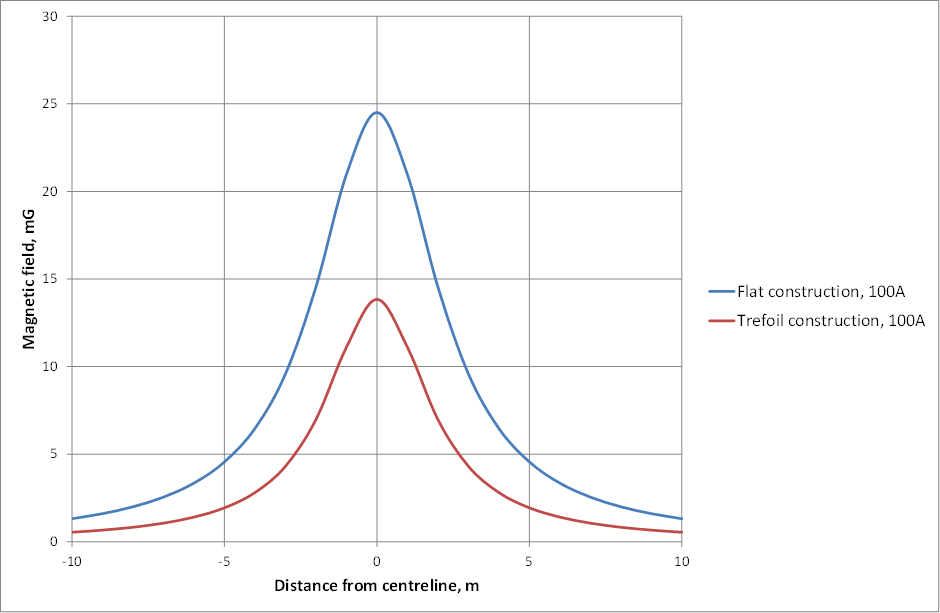 30
25
20
15
10
5
0
Magnetic field, mG
-10 -5 0 5 10
Distance from centreline, m
Flat construction, 100A
Trefoil construction, 100A